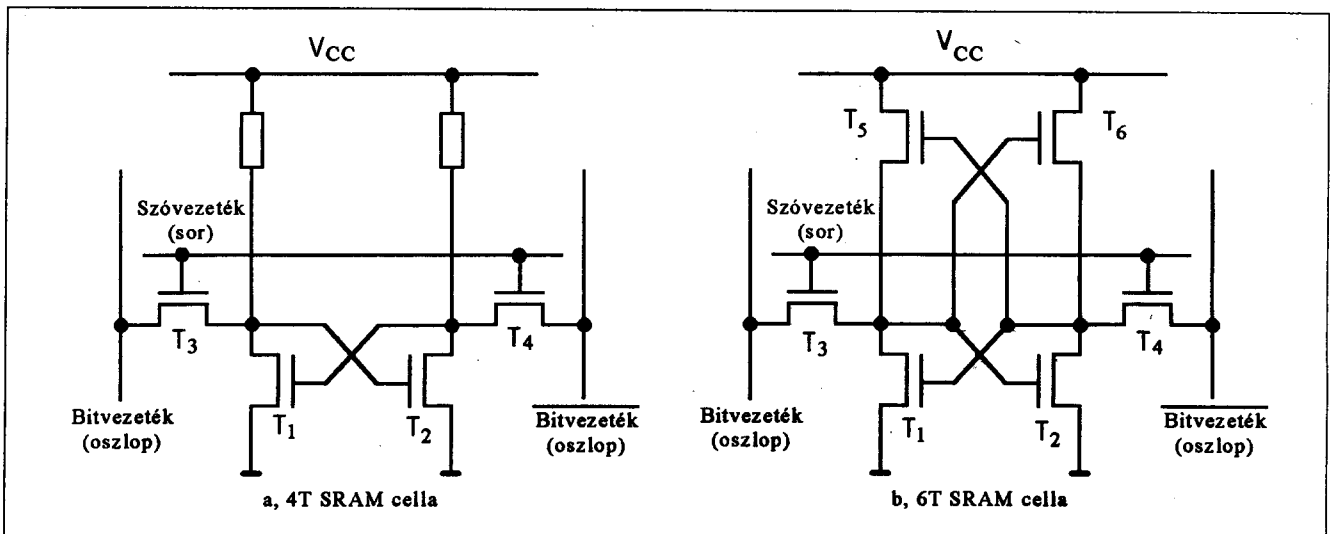 V_CC
Szóvezeték
(sor)
T_3
T_4
T_1
T_2
Bitvezeték
(oszlop)
Bitvezeték
(oszlop)
a, 4T SRAM cella
V_CC
T_5
T_6
Szóvezeték
(sor)
T_3
T_4
T_1
T_2
Bitvezeték
(oszlop)
Bitvezeték
(oszlop)
b, 6T SRAM cella